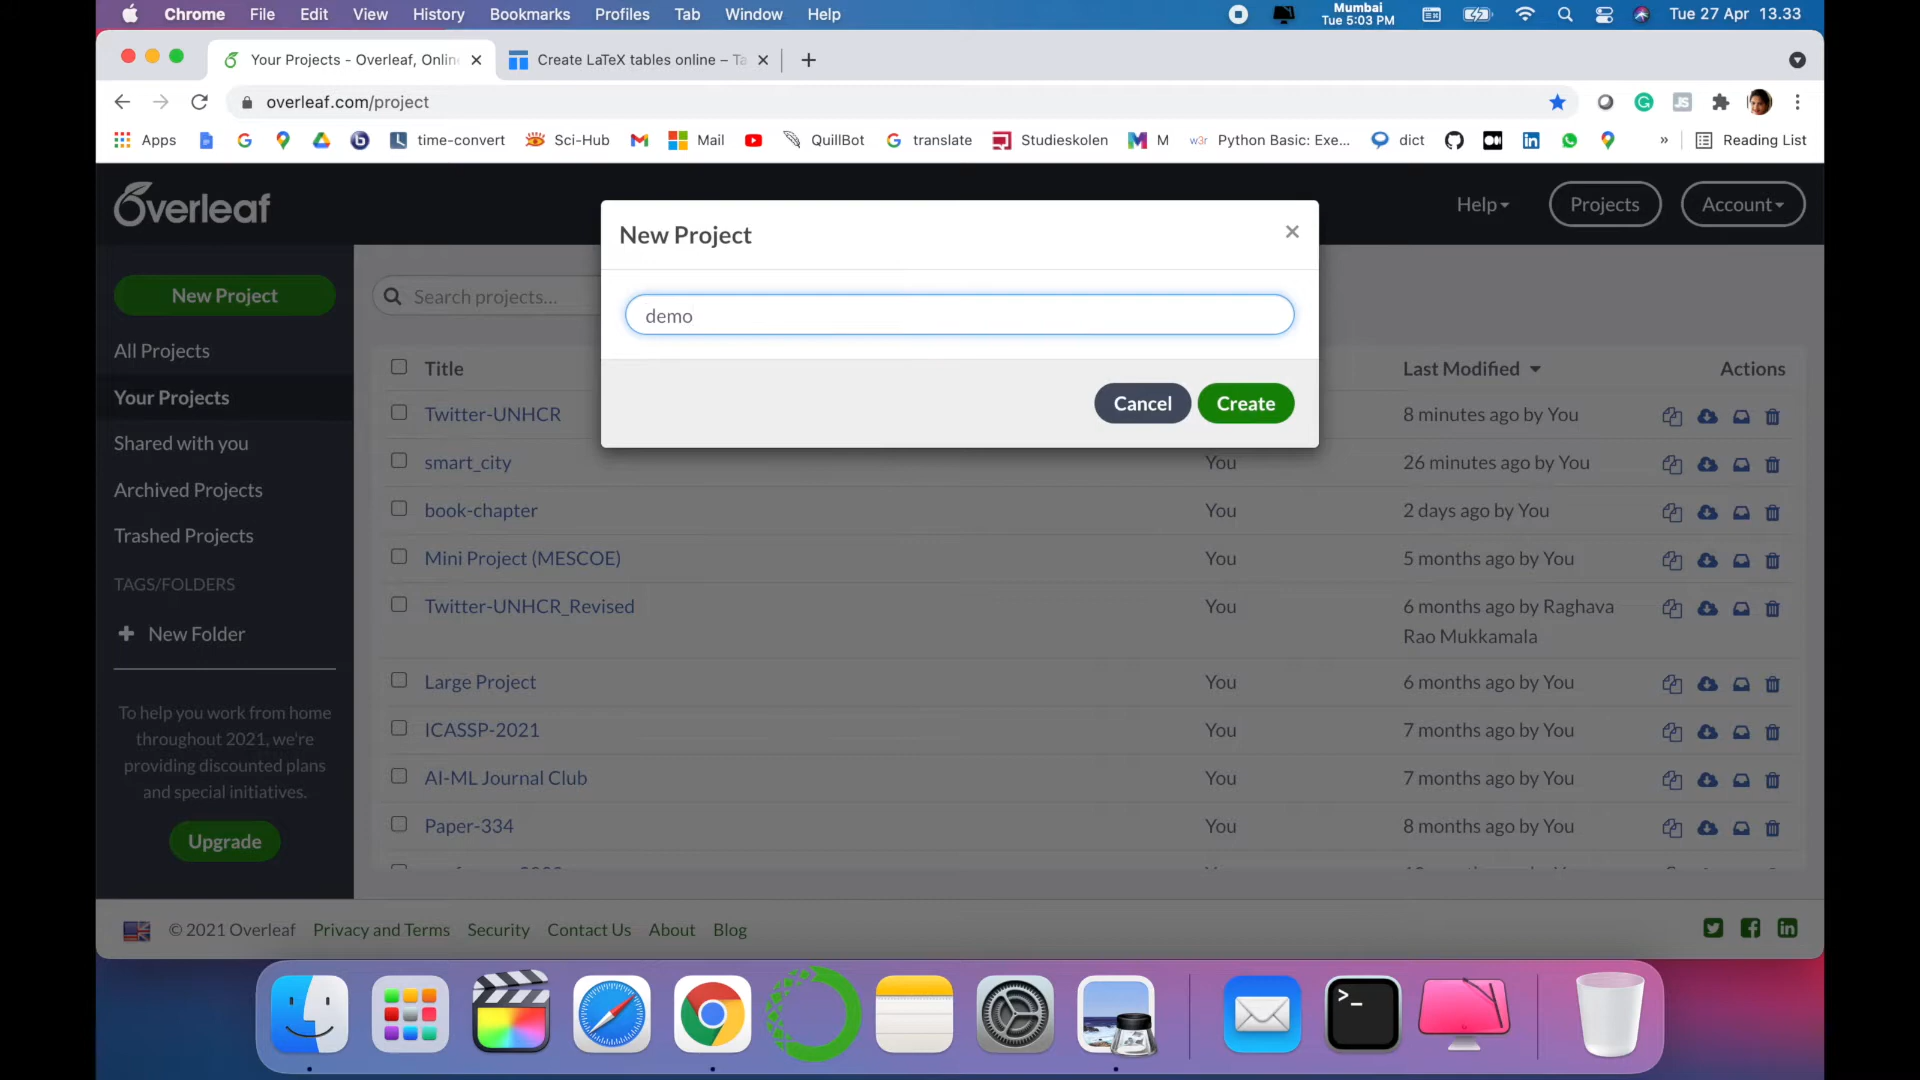 Chrome File Edit View History Bookmarks Profiles Tab Window Help
Mumbai
Tue 5:03 PM
Tue 27 Apr 13.33
Your Projects - Overleaf, Onlin
Create LaTeX tables online – Ta
overleaf.com/project
Apps
time-convert
Sci-Hub
Mail
QuillBot
translate
Studieskolen
M
w3r Python Basic: Exe...
dict
» Reading List
Overleaf
Help
Projects
Account
New Project
×
demo
Cancel
Create
New Project
All Projects
Your Projects
Shared with you
Archived Projects
Trashed Projects
TAGS/FOLDERS
+ New Folder
To help you work from home
throughout 2021, we're
providing discounted plans
and special initiatives.
Upgrade
Search projects...
Title Last Modified Actions
Twitter-UNHCR 8 minutes ago by You
smart_city You 26 minutes ago by You
book-chapter You 2 days ago by You
Mini Project (MESCOE) You 5 months ago by You
Twitter-UNHCR_Revised You 6 months ago by Raghava
Rao Mukkamala
Large Project You 6 months ago by You
ICASSP-2021 You 7 months ago by You
AI-ML Journal Club You 7 months ago by You
Paper-334 You 8 months ago by You
© 2021 Overleaf Privacy and Terms Security Contact Us About Blog